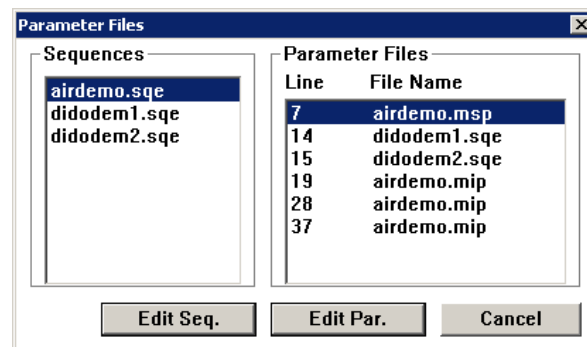 Parameter Files
Sequences
airdemo.sqe
didodem1.sqe
didodem2.sqe
Parameter Files
Line File Name
7 airdemo.msp
14 didodem1.sqe
15 didodem2.sqe
19 airdemo.mip
28 airdemo.mip
37 airdemo.mip
Edit Seq. Edit Par. Cancel